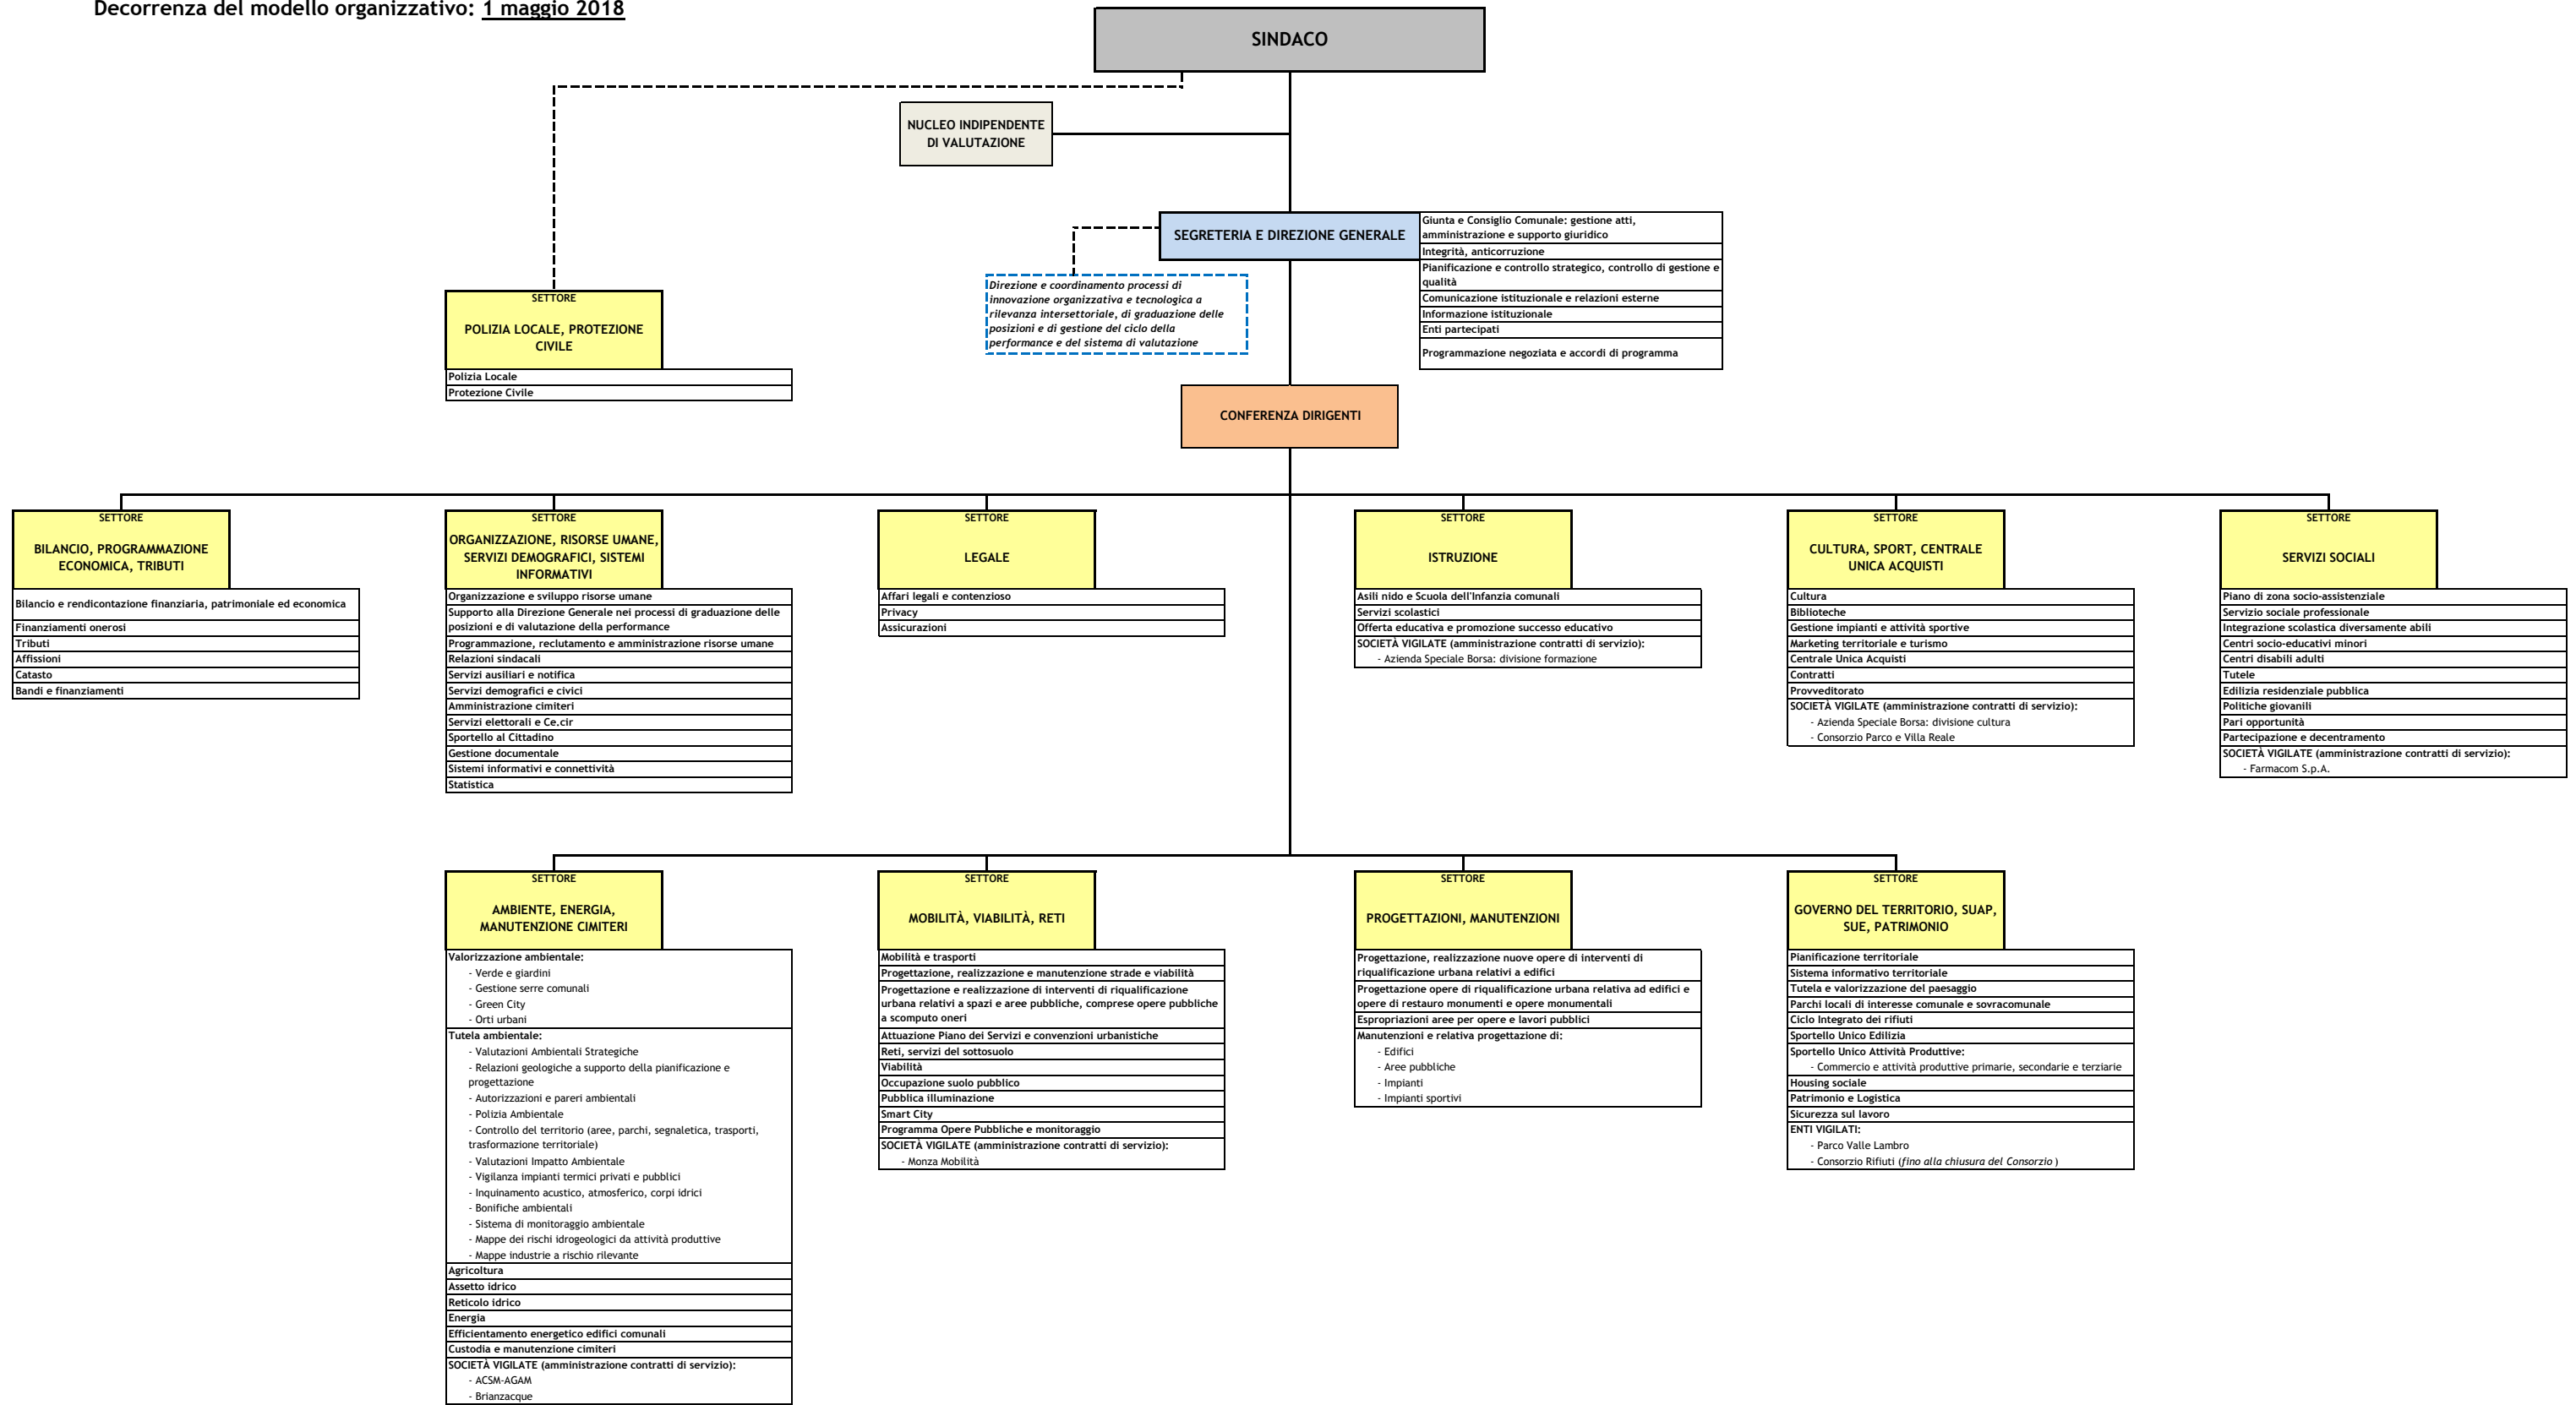 Decorrenza del modello organizzativo: 1 maggio 2018
SINDACO
NUCLEO INDIPENDENTE
DI VALUTAZIONE
SEGRETERIA E DIREZIONE GENERALE
Giunta e Consiglio Comunale: gestione atti,
amministrazione e supporto giuridico
Integrità, anticorruzione
Pianificazione e controllo strategico, controllo di gestione e
qualità
Comunicazione istituzionale e relazioni esterne
Informazione istituzionale
Enti partecipati
Programmazione negoziata e accordi di programma
Direzione e coordinamento processi di
innovazione organizzativa e tecnologica a
rilevanza intersettoriale, di graduazione delle
posizioni e di gestione del ciclo della
performance e del sistema di valutazione
SETTORE
POLIZIA LOCALE, PROTEZIONE
CIVILE
Polizia Locale
Protezione Civile
CONFERENZA DIRIGENTI
SETTORE
BILANCIO, PROGRAMMAZIONE
ECONOMICA, TRIBUTI
Bilancio e rendicontazione finanziaria, patrimoniale ed economica
Finanziamenti onerosi
Tributi
Affissioni
Catasto
Bandi e finanziamenti
SETTORE
ORGANIZZAZIONE, RISORSE UMANE,
SERVIZI DEMOGRAFICI, SISTEMI
INFORMATIVI
Organizzazione e sviluppo risorse umane
Supporto alla Direzione Generale nei processi di graduazione delle
posizioni e di valutazione della performance
Programmazione, reclutamento e amministrazione risorse umane
Relazioni sindacali
Servizi ausiliari e notifica
Servizi demografici e civici
Amministrazione cimiteri
Servizi elettorali e Ce.cir
Sportello al Cittadino
Gestione documentale
Sistemi informativi e connettività
Statistica
SETTORE
LEGALE
Affari legali e contenzioso
Privacy
Assicurazioni
SETTORE
ISTRUZIONE
Asili nido e Scuola dell'Infanzia comunali
Servizi scolastici
Offerta educativa e promozione successo educativo
SOCIETÀ VIGILATE (amministrazione contratti di servizio):
- Azienda Speciale Borsa: divisione formazione
SETTORE
CULTURA, SPORT, CENTRALE
UNICA ACQUISTI
Cultura
Biblioteche
Gestione impianti e attività sportive
Marketing territoriale e turismo
Centrale Unica Acquisti
Contratti
Provveditorato
SOCIETÀ VIGILATE (amministrazione contratti di servizio):
- Azienda Speciale Borsa: divisione cultura
- Consorzio Parco e Villa Reale
SETTORE
SERVIZI SOCIALI
Piano di zona socio-assistenziale
Servizio sociale professionale
Integrazione scolastica diversamente abili
Centri socio-educativi minori
Centri disabili adulti
Tutele
Edilizia residenziale pubblica
Politiche giovanili
Pari opportunità
Partecipazione e decentramento
SOCIETÀ VIGILATE (amministrazione contratti di servizio):
- Farmacom S.p.A.
SETTORE
AMBIENTE, ENERGIA,
MANUTENZIONE CIMITERI
Valorizzazione ambientale:
- Verde e giardini
- Gestione serre comunali
- Green City
- Orti urbani
Tutela ambientale:
- Valutazioni Ambientali Strategiche
- Relazioni geologiche a supporto della pianificazione e
progettazione
- Autorizzazioni e pareri ambientali
- Polizia Ambientale
- Controllo del territorio (aree, parchi, segnaletica, trasporti,
trasformazione territoriale)
- Valutazioni Impatto Ambientale
- Vigilanza impianti termici privati e pubblici
- Inquinamento acustico, atmosferico, corpi idrici
- Bonifiche ambientali
- Sistema di monitoraggio ambientale
- Mappe dei rischi idrogeologici da attività produttive
- Mappe industrie a rischio rilevante
Agricoltura
Assetto idrico
Reticolo idrico
Energia
Efficientamento energetico edifici comunali
Custodia e manutenzione cimiteri
SOCIETÀ VIGILATE (amministrazione contratti di servizio):
- ACSM-AGAM
- Brianzacque
SETTORE
MOBILITÀ, VIABILITÀ, RETI
Mobilità e trasporti
Progettazione, realizzazione e manutenzione strade e viabilità
Progettazione e realizzazione di interventi di riqualificazione
urbana relativi a spazi e aree pubbliche, comprese opere pubbliche
a scomputo oneri
Attuazione Piano dei Servizi e convenzioni urbanistiche
Reti, servizi del sottosuolo
Viabilità
Occupazione suolo pubblico
Pubblica illuminazione
Smart City
Programma Opere Pubbliche e monitoraggio
SOCIETÀ VIGILATE (amministrazione contratti di servizio):
- Monza Mobilità
SETTORE
PROGETTAZIONI, MANUTENZIONI
Progettazione, realizzazione nuove opere di interventi di
riqualificazione urbana relativi a edifici
Progettazione opere di riqualificazione urbana relativa ad edifici e
opere di restauro monumenti e opere monumentali
Espropriazioni aree per opere e lavori pubblici
Manutenzioni e relativa progettazione di:
- Edifici
- Aree pubbliche
- Impianti
- Impianti sportivi
SETTORE
GOVERNO DEL TERRITORIO, SUAP,
SUE, PATRIMONIO
Pianificazione territoriale
Sistema informativo territoriale
Tutela e valorizzazione del paesaggio
Parchi locali di interesse comunale e sovracomunale
Ciclo Integrato dei rifiuti
Sportello Unico Edilizia
Sportello Unico Attività Produttive:
- Commercio e attività produttive primarie, secondarie e terziarie
Housing sociale
Patrimonio e Logistica
Sicurezza sul lavoro
ENTI VIGILATI:
- Parco Valle Lambro
- Consorzio Rifiuti (fino alla chiusura del Consorzio )